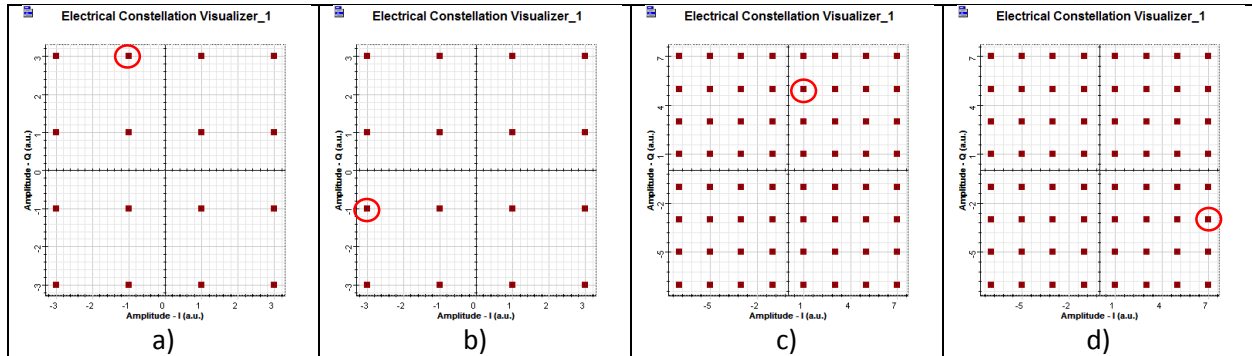 Electrical Constellation Visualizer_1
Amplitude - Q (a.u.)
3
2
1
0
-1
-2
-3
-3 -2 -1 0 1 3
Amplitude - I (a.u.)
a)
Electrical Constellation Visualizer_1
Amplitude - Q (a.u.)
3
2
1
0
-1
-2
-3
-3 -2 -1 0 1 3
Amplitude - I (a.u.)
b)
Electrical Constellation Visualizer_1
Amplitude - Q (a.u.)
7
4
1
-2
-5
-5 -2 1 4 7
Amplitude - I (a.u.)
c)
Electrical Constellation Visualizer_1
Amplitude - Q (a.u.)
7
4
1
-2
-5
-5 -2 1 4 7
Amplitude - I (a.u.)
d)